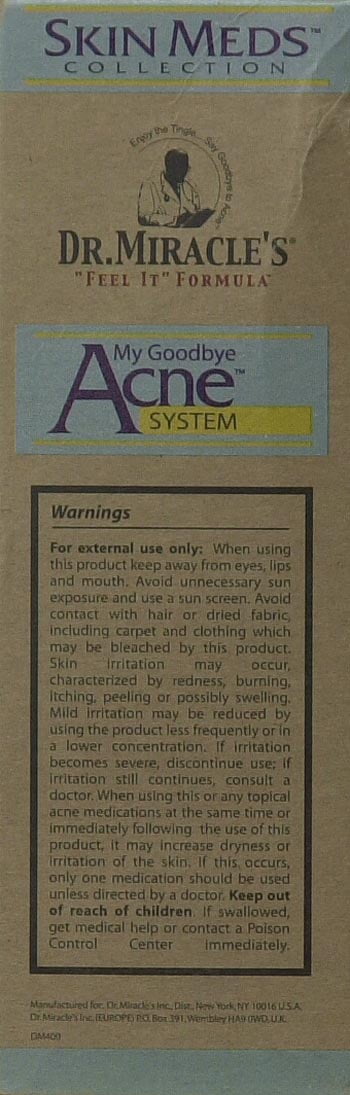 SKIN MEDS™
COLLECTION
Enjoy the Tingle... Say Goodbye to Acne
DR.MIRACLE'S®
"FEEL IT" FORMULA™
My Goodbye
Acne™
SYSTEM
Warnings
For external use only: When using
this product keep away from eyes, lips
and mouth. Avoid unnecessary sun
exposure and use a sun screen. Avoid
contact with hair or dried fabric,
including carpet and clothing which
may be bleached by this product.
Skin irritation may occur,
characterized by redness, burning,
itching, peeling or possibly swelling.
Mild irritation may be reduced by
using the product less frequently or in
a lower concentration. If irritation
becomes severe, discontinue use; if
irritation still continues, consult a
doctor. When using this or any topical
acne medications at the same time or
immediately following the use of this
product, it may increase dryness or
irritation of the skin. If this occurs,
only one medication should be used
unless directed by a doctor. Keep out
of reach of children. If swallowed,
get medical help or contact a Poison
Control Center immediately.
Manufactured for: Dr. Miracle's Inc., Dist., New York, NY 10016 U.S.A.
Dr. Miracle's Inc. (EUROPE) P.O. Box 391, Wembley HA9 0WD, U.K.
DM400